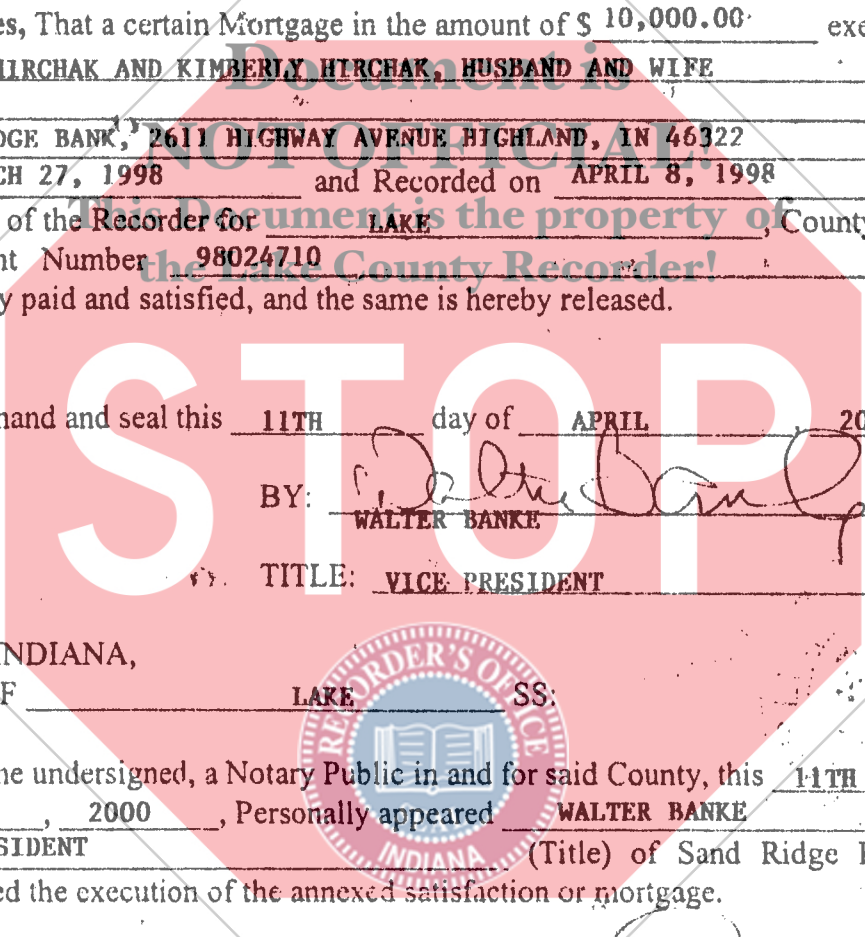 es, That a certain Mortgage in the amount of $ 10,000.00 exe
HIRCHAK AND KIMBERLY HIRCHAK, HUSBAND AND WIFE
Document is
DGE BANK, 2611 HIGHWAY AVENUE HIGHLAND, IN 46322
NOT OFFICIAL!
CH 27, 1998 and Recorded on APRIL 8, 1998
of the Recorder for LAKE , County
This Document is the property of
nt Number 98024710
the Lake County Recorder!
y paid and satisfied, and the same is hereby released.
STOP
hand and seal this 11TH day of APRIL , 20
BY:
WALTER BANKE
TITLE: VICE PRESIDENT
INDIANA,
F LAKE SS:
RECORDER'S OFFICE
he undersigned, a Notary Public in and for said County, this 11TH
, 2000 , Personally appeared WALTER BANKE
SIDENT (Title) of Sand Ridge
INDIANA
ed the execution of the annexed satisfaction or mortgage.